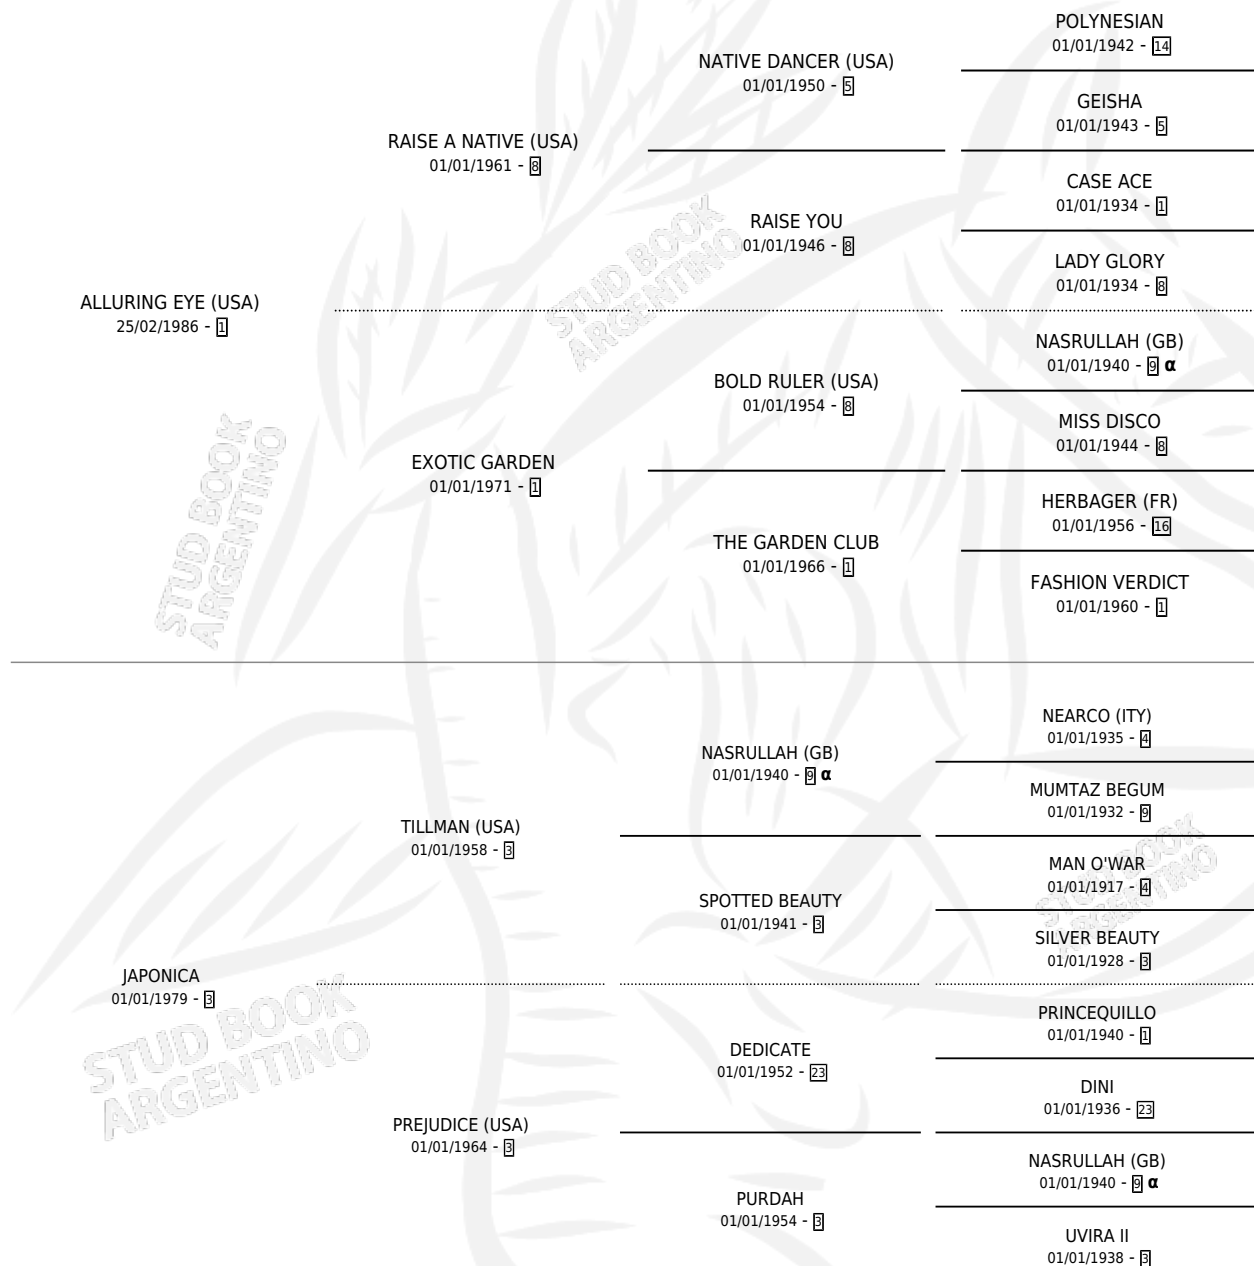 POLYNESIAN
01/01/1942 - 14
NATIVE DANCER (USA)
01/01/1950 - 5
GEISHA
01/01/1943 - 5
RAISE A NATIVE (USA)
01/01/1961 - 8
CASE ACE
01/01/1934 - 1
RAISE YOU
01/01/1946 - 8
LADY GLORY
01/01/1934 - 8
ALLURING EYE (USA)
25/02/1986 - 1
NASRULLAH (GB)
01/01/1940 - 9 α
BOLD RULER (USA)
01/01/1954 - 8
MISS DISCO
01/01/1944 - 8
EXOTIC GARDEN
01/01/1971 - 1
HERBAGER (FR)
01/01/1956 - 16
THE GARDEN CLUB
01/01/1966 - 1
FASHION VERDICT
01/01/1960 - 1
NEARCO (ITY)
01/01/1935 - 4
NASRULLAH (GB)
01/01/1940 - 9 α
MUMTAZ BEGUM
01/01/1932 - 9
TILLMAN (USA)
01/01/1958 - 3
MAN O'WAR
01/01/1917 - 4
SPOTTED BEAUTY
01/01/1941 - 3
SILVER BEAUTY
01/01/1928 - 3
JAPONICA
01/01/1979 - 3
PRINCEQUILLO
01/01/1940 - 1
DEDICATE
01/01/1952 - 23
DINI
01/01/1936 - 23
PREJUDICE (USA)
01/01/1964 - 3
NASRULLAH (GB)
01/01/1940 - 9 α
PURDAH
01/01/1954 - 3
UVIRA II
01/01/1938 - 3
STUD BOOK
ARGENTINO
STUD BOOK
ARGENTINO
STUD BOOK
ARGENTINO
STUD BOOK
ARGENTINO